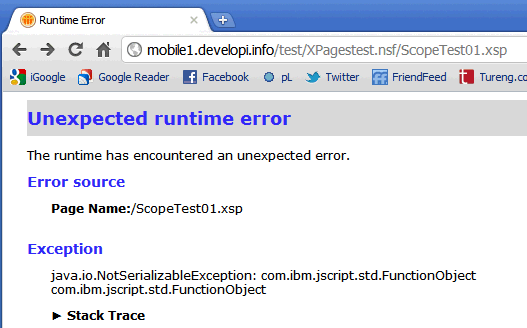 Runtime Error
mobile1.developi.info/test/XPagestest.nsf/ScopeTest01.xsp
iGoogle Google Reader Facebook pL Twitter FriendFeed Tureng.co
Unexpected runtime error
The runtime has encountered an unexpected error.
Error source
Page Name:/ScopeTest01.xsp
Exception
java.io.NotSerializableException: com.ibm.jscript.std.FunctionObject
com.ibm.jscript.std.FunctionObject
► Stack Trace